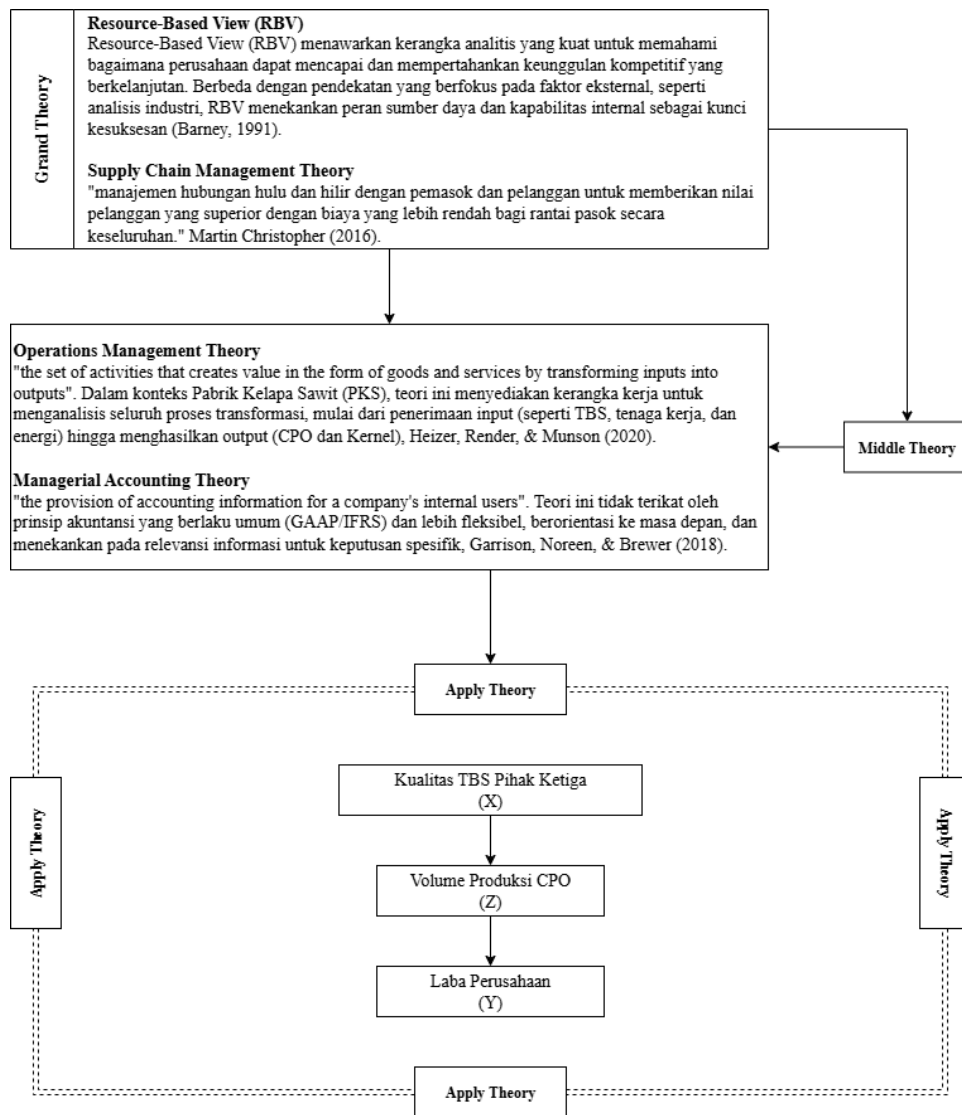 Grand Theory
Resource-Based View (RBV)
Resource-Based View (RBV) menawarkan kerangka analitis yang kuat untuk memahami
bagaimana perusahaan dapat mencapai dan mempertahankan keunggulan kompetitif yang
berkelanjutan. Berbeda dengan pendekatan yang berfokus pada faktor eksternal, seperti
analisis industri, RBV menekankan peran sumber daya dan kapabilitas internal sebagai kunci
kesuksesan (Barney, 1991).
Supply Chain Management Theory
"manajemen hubungan hulu dan hilir dengan pemasok dan pelanggan untuk memberikan nilai
pelanggan yang superior dengan biaya yang lebih rendah bagi rantai pasok secara
keseluruhan." Martin Christopher (2016).
Operations Management Theory
"the set of activities that creates value in the form of goods and services by transforming inputs into
outputs". Dalam konteks Pabrik Kelapa Sawit (PKS), teori ini menyediakan kerangka kerja untuk
menganalisis seluruh proses transformasi, mulai dari penerimaan input (seperti TBS, tenaga kerja, dan
energi) hingga menghasilkan output (CPO dan Kernel), Heizer, Render, & Munson (2020).
Managerial Accounting Theory
"the provision of accounting information for a company's internal users". Teori ini tidak terikat oleh
prinsip akuntansi yang berlaku umum (GAAP/IFRS) dan lebih fleksibel, berorientasi ke masa depan, dan
menekankan pada relevansi informasi untuk keputusan spesifik, Garrison, Noreen, & Brewer (2018).
Middle Theory
Apply Theory
Apply Theory
Kualitas TBS Pihak Ketiga
(X)
Volume Produksi CPO
(Z)
Laba Perusahaan
(Y)
Apply Theory
Apply Theory